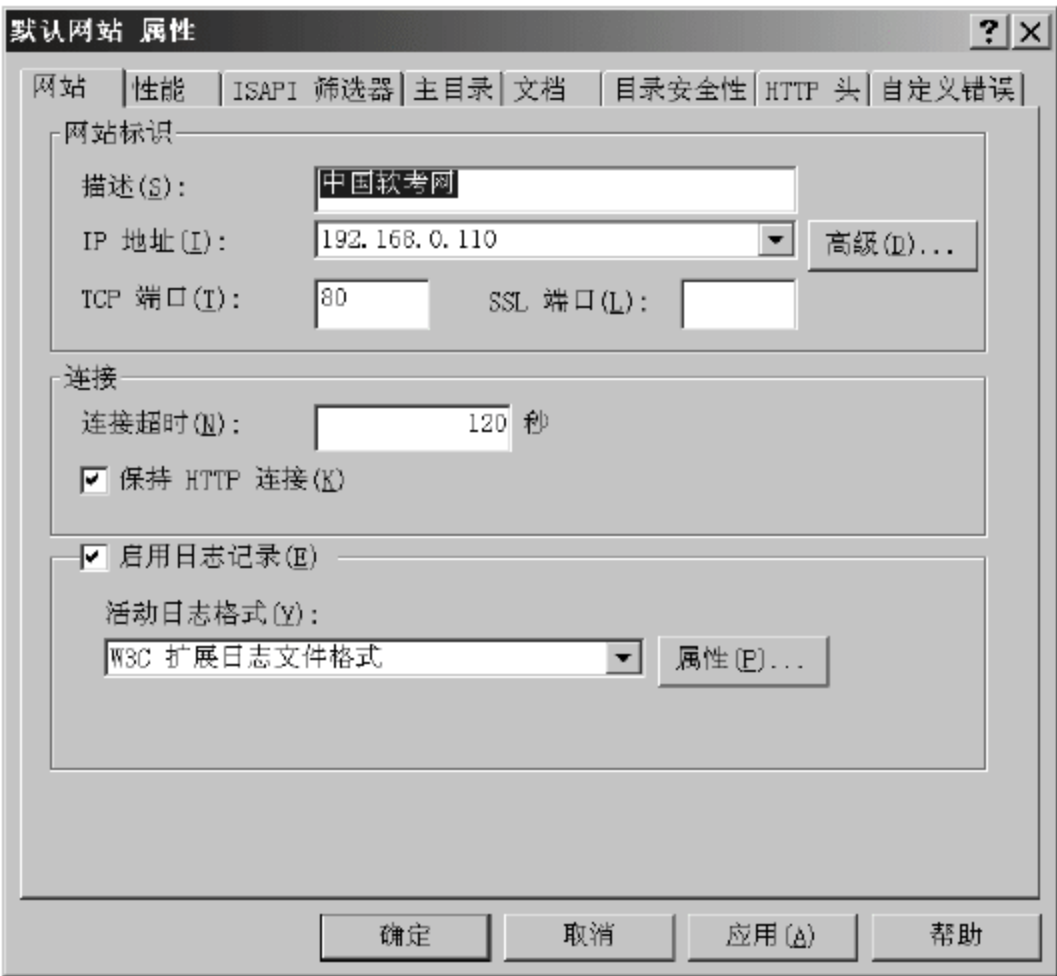 默认网站 属性
网站 性能 ISAPI 筛选器 主目录 文档 目录安全性 HTTP 头 自定义错误
网站标识
描述(S): 中国软考网
IP 地址(I): 192.168.0.110 高级(D)...
TCP 端口(T): 80 SSL 端口(L):
连接
连接超时(N): 120 秒
保持 HTTP 连接(K)
启用日志记录(E)
活动日志格式(V):
W3C 扩展日志文件格式 属性(P)...
确定 取消 应用(A) 帮助